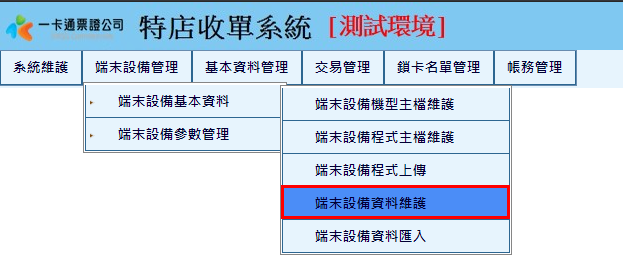 一卡通票證公司 特店收單系統 [測試環境]
系統維護 端末設備管理 基本資料管理 交易管理 鎖卡名單管理 帳務管理
端末設備基本資料
端末設備參數管理
端末設備機型主檔維護
端末設備程式主檔維護
端末設備程式上傳
端末設備資料維護
端末設備資料匯入